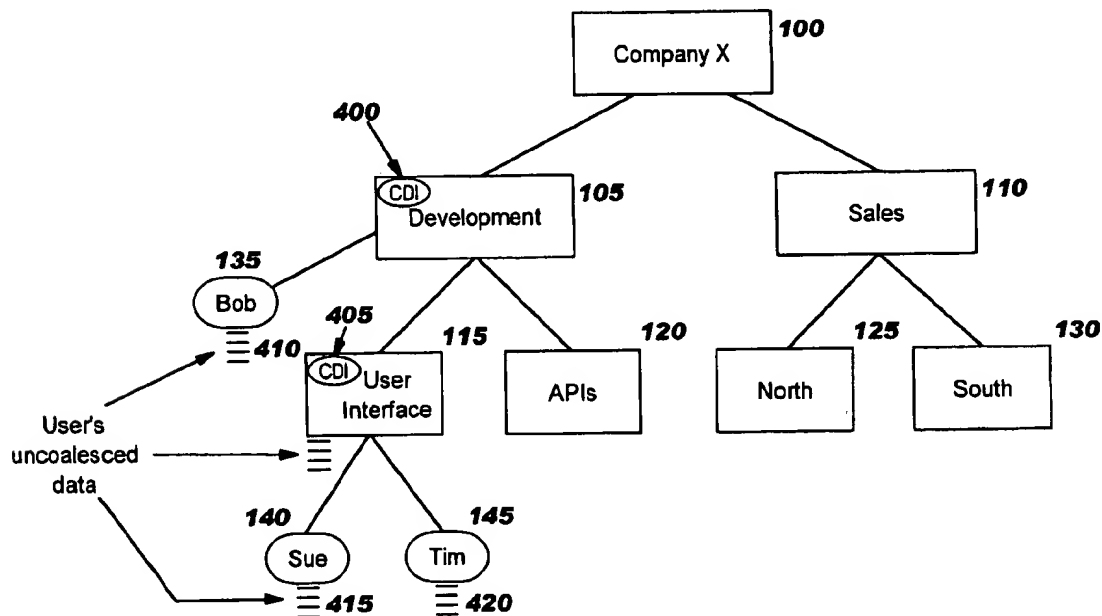 100
Company X
400
CDI
105
Development
110
Sales
135
Bob
410
405
115
CDI
User
Interface
120
APIs
125
North
130
South
User's
uncoalesced
data
140
Sue
415
145
Tim
420